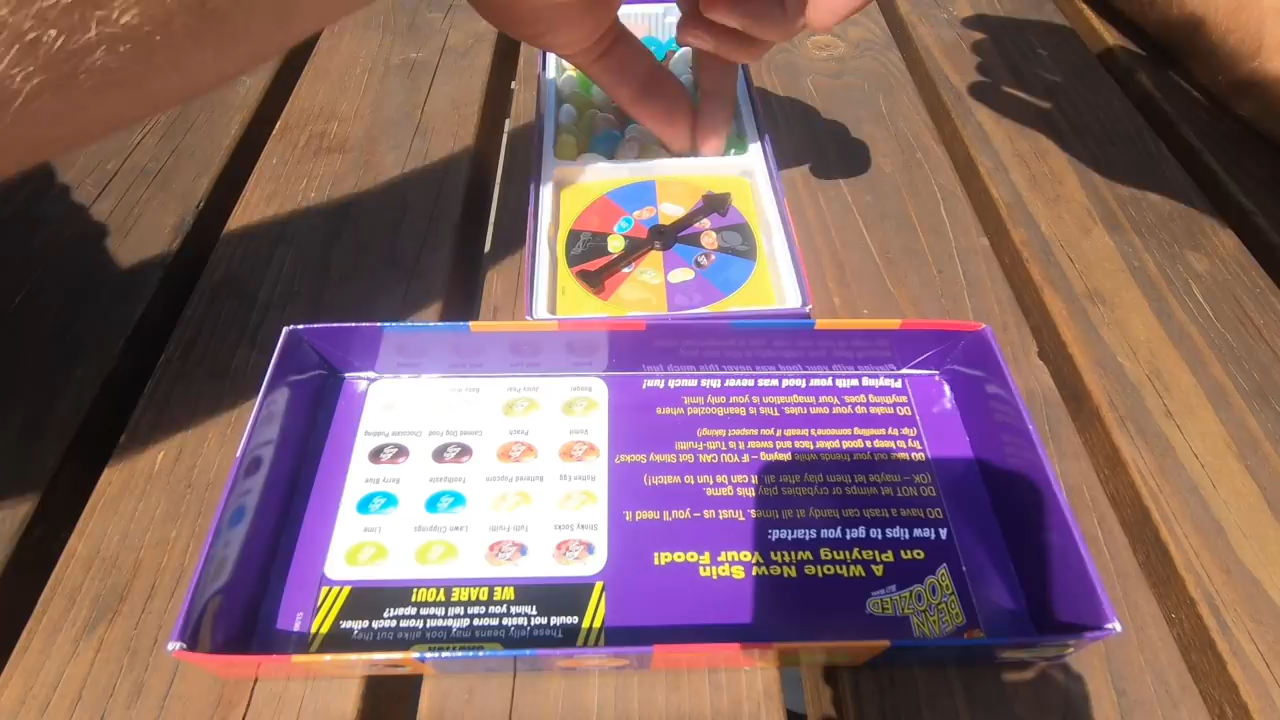 BEAN
BOOZLED
A Whole New Spin
on Playing with Your Food!
A few tips to get you started:
DO have a trash can handy at all times. Trust us – you'll need it.
DO NOT let wimps or crybabies play this game.
(OK – maybe let them play after all. It can be fun to watch!)
DO fake out your friends while playing – IF YOU CAN. Got Stinky Socks?
Try to keep a good poker face and swear it is Tutti-Fruitti!
(Tip: try smelling someone's breath if you suspect faking!)
DO make up your own rules. This is BeanBoozled where
anything goes. Your imagination is your only limit.
Playing with your food was never this much fun!
CAUTION
These jelly beans may look alike but they
could not taste more different from each other.
Think you can tell them apart?
WE DARE YOU!
Stinky Socks Tutti-Fruitti Lawn Clippings Lime
Rotten Egg Buttered Popcorn Toothpaste Berry Blue
Vomit Peach Canned Dog Food Chocolate Pudding
Booger Juicy Pear